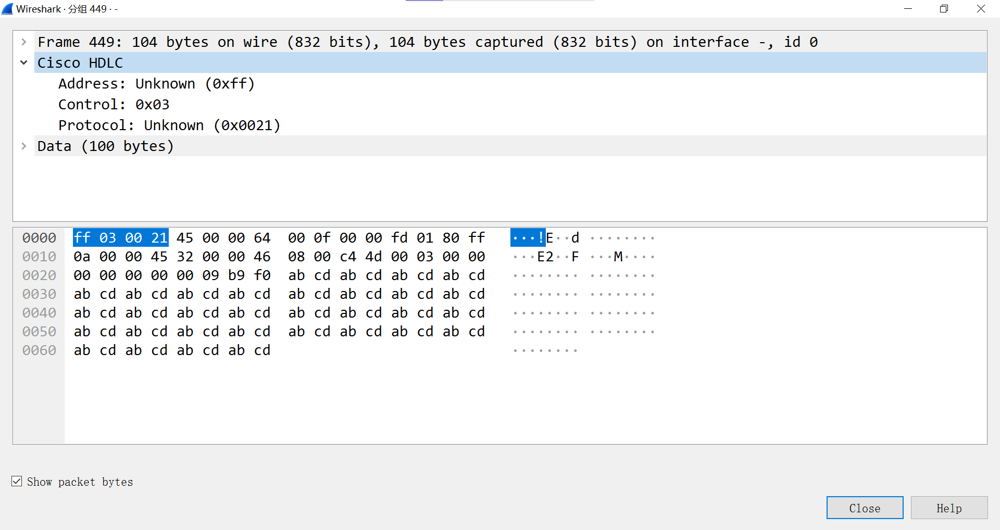 Wireshark · 分组 449 · -
Frame 449: 104 bytes on wire (832 bits), 104 bytes captured (832 bits) on interface -, id 0
Cisco HDLC
Address: Unknown (0xff)
Control: 0x03
Protocol: Unknown (0x0021)
Data (100 bytes)
0000 ff 03 00 21 45 00 00 64 00 0f 00 00 fd 01 80 ff ···!E··d ········
0010 0a 00 00 45 32 00 00 46 08 00 c4 4d 00 03 00 00 ···E2··F ···M····
0020 00 00 00 00 00 09 b9 f0 ab cd ab cd ab cd ab cd ········ ········
0030 ab cd ab cd ab cd ab cd ab cd ab cd ab cd ab cd ········ ········
0040 ab cd ab cd ab cd ab cd ab cd ab cd ab cd ab cd ········ ········
0050 ab cd ab cd ab cd ab cd ab cd ab cd ab cd ab cd ········ ········
0060 ab cd ab cd ab cd ab cd ········
Show packet bytes
Close Help